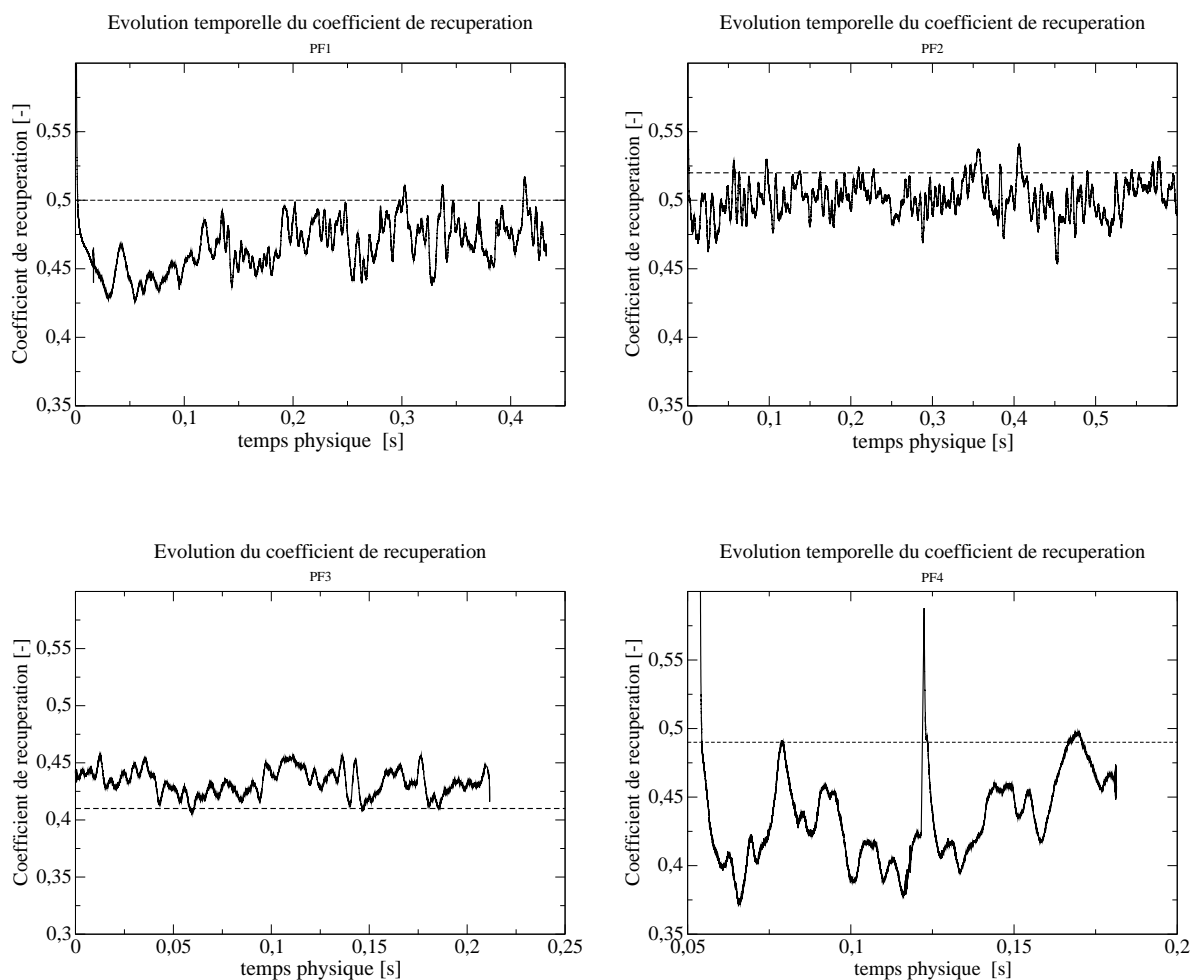 Evolution temporelle du coefficient de recuperation
PF1
Coefficient de recuperation [-]
0,55
0,5
0,45
0,4
0,35
0 0,1 0,2 0,3 0,4
temps physique [s]
Evolution temporelle du coefficient de recuperation
PF2
Coefficient de recuperation [-]
0,55
0,5
0,45
0,4
0,35
0 0,1 0,2 0,3 0,4 0,5
temps physique [s]
Evolution du coefficient de recuperation
PF3
Coefficient de recuperation [-]
0,55
0,5
0,45
0,4
0,35
0,3
0 0,05 0,1 0,15 0,2 0,25
temps physique [s]
Evolution temporelle du coefficient de recuperation
PF4
Coefficient de recuperation [-]
0,55
0,5
0,45
0,4
0,35
0,05 0,1 0,15 0,2
temps physique [s]